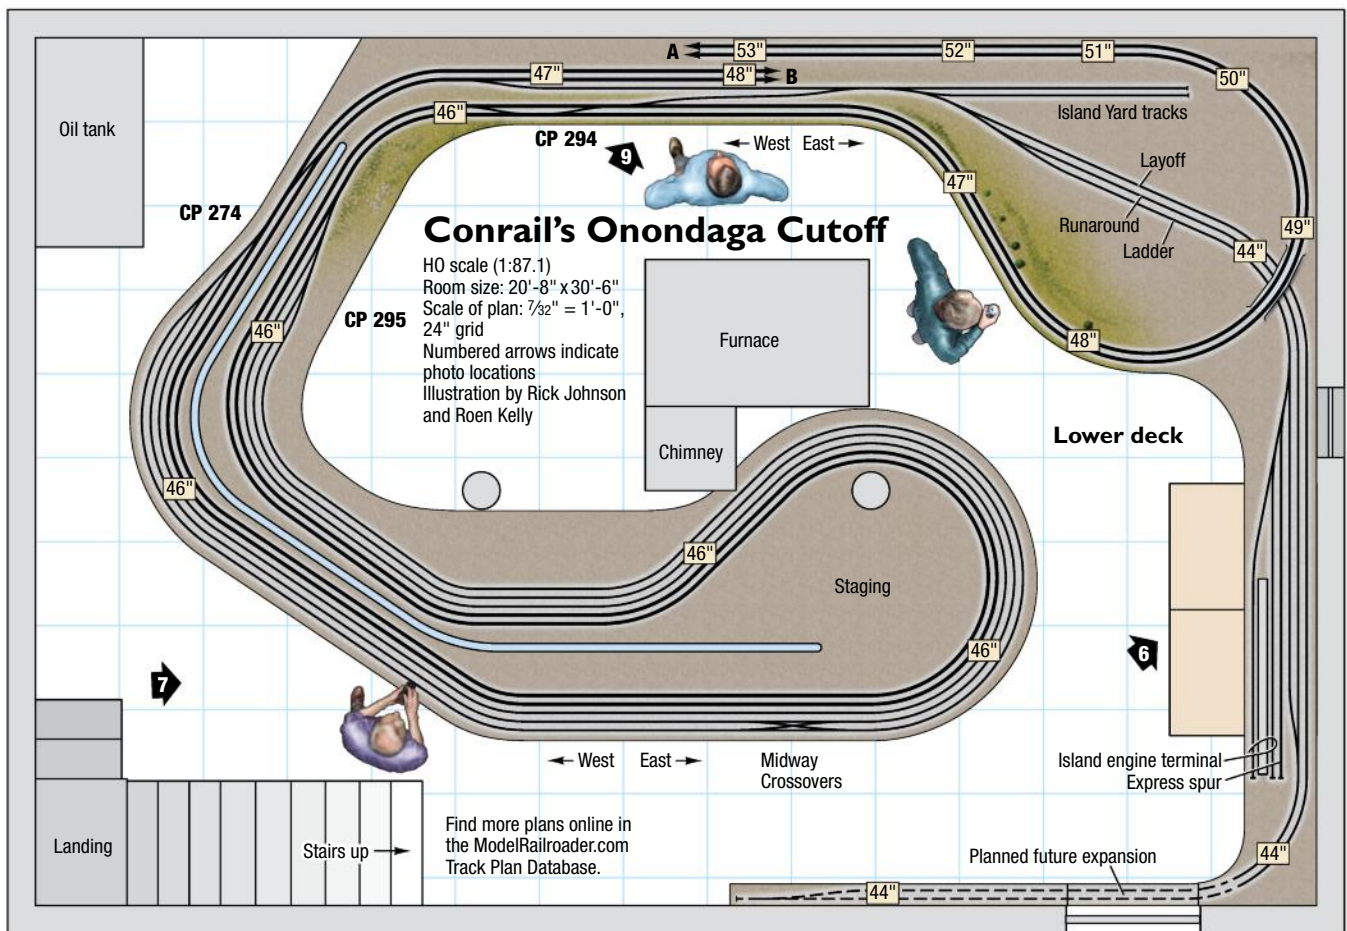 A
53"
52"
51"
50"
47"
48"
B
46"
Island Yard tracks
Oil tank
CP 294
9
West East
Layoff
47"
Runaround
Ladder
49"
44"
CP 274
Conrail's Onondaga Cutoff
HO scale (1:87.1)
Room size: 20'-8" x 30'-6"
Scale of plan: 7/32" = 1'-0",
24" grid
Numbered arrows indicate
photo locations
Illustration by Rick Johnson
and Roen Kelly
CP 295
46"
Furnace
48"
Chimney
Lower deck
46"
46"
Staging
46"
6
7
West East
Midway
Crossovers
Island engine terminal
Express spur
Landing
Stairs up
Find more plans online in
the ModelRailroader.com
Track Plan Database.
Planned future expansion
44"
44"